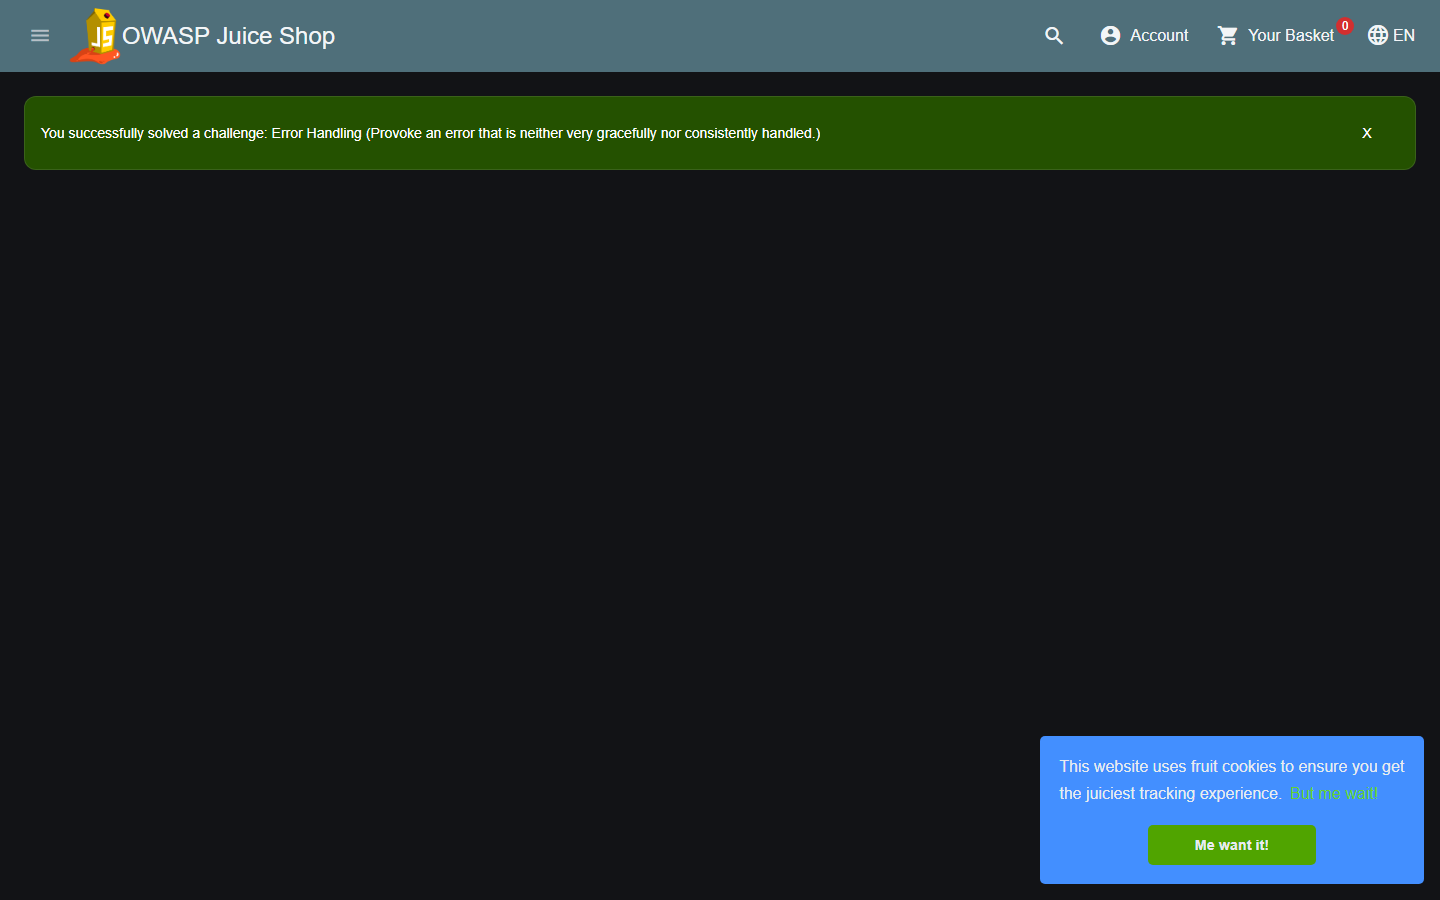 OWASP Juice Shop
Account
Your Basket
0
EN
You successfully solved a challenge: Error Handling (Provoke an error that is neither very gracefully nor consistently handled.)
X
This website uses fruit cookies to ensure you get
the juiciest tracking experience. But me wait!
Me want it!